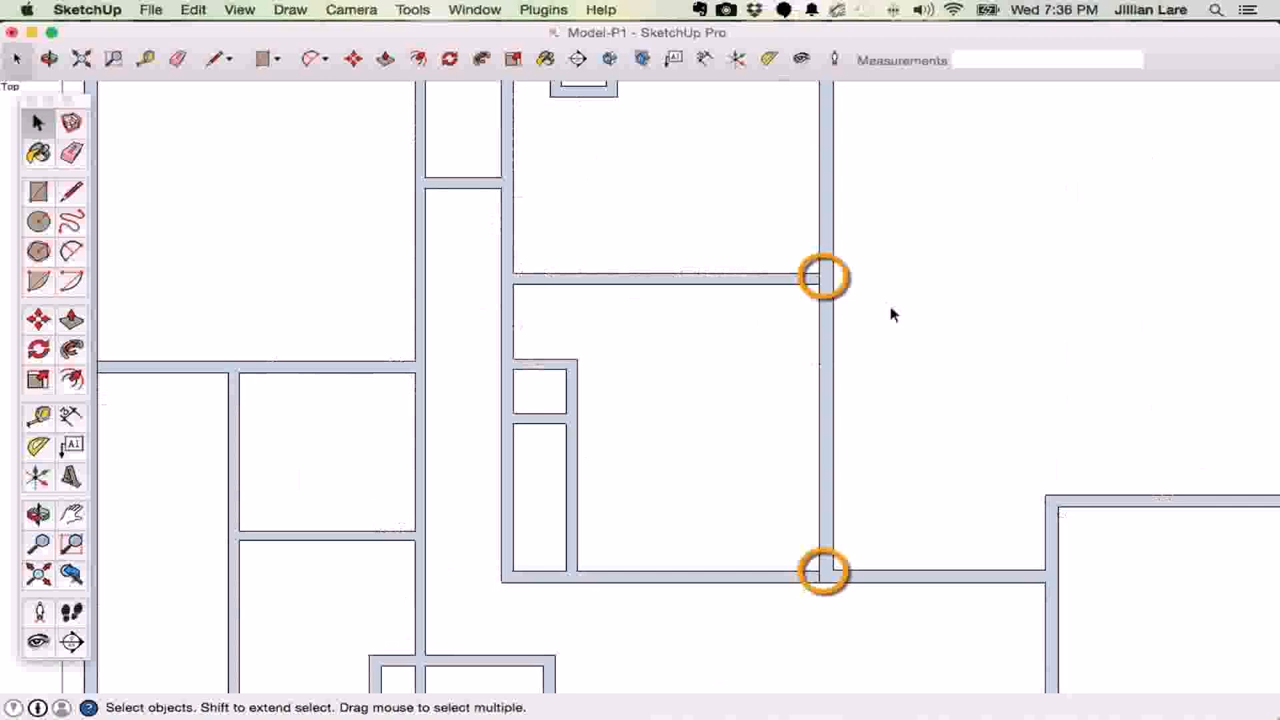 SketchUp File Edit View Draw Camera Tools Window Plugins Help Wed 7:36 PM Jillian Lare
Model-P1 - SketchUp Pro
Measurements
Top
A1
Select objects. Shift to extend select. Drag mouse to select multiple.